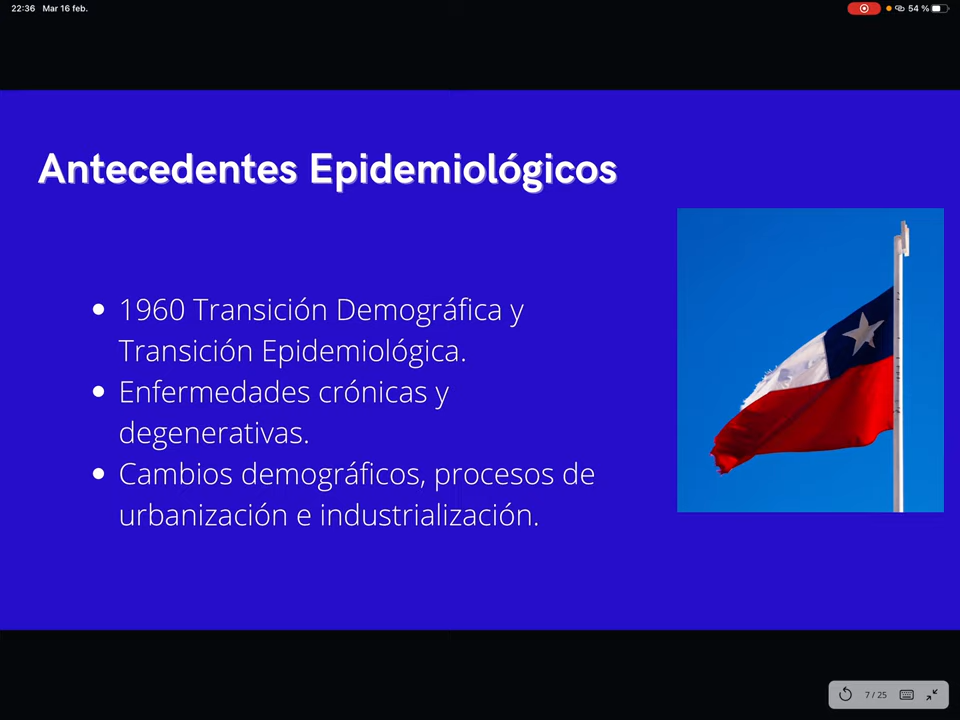 22:36 Mar 16 feb.
54 %
Antecedentes Epidemiológicos
1960 Transición Demográfica y
Transición Epidemiológica.
Enfermedades crónicas y
degenerativas.
Cambios demográficos, procesos de
urbanización e industrialización.
7 / 25